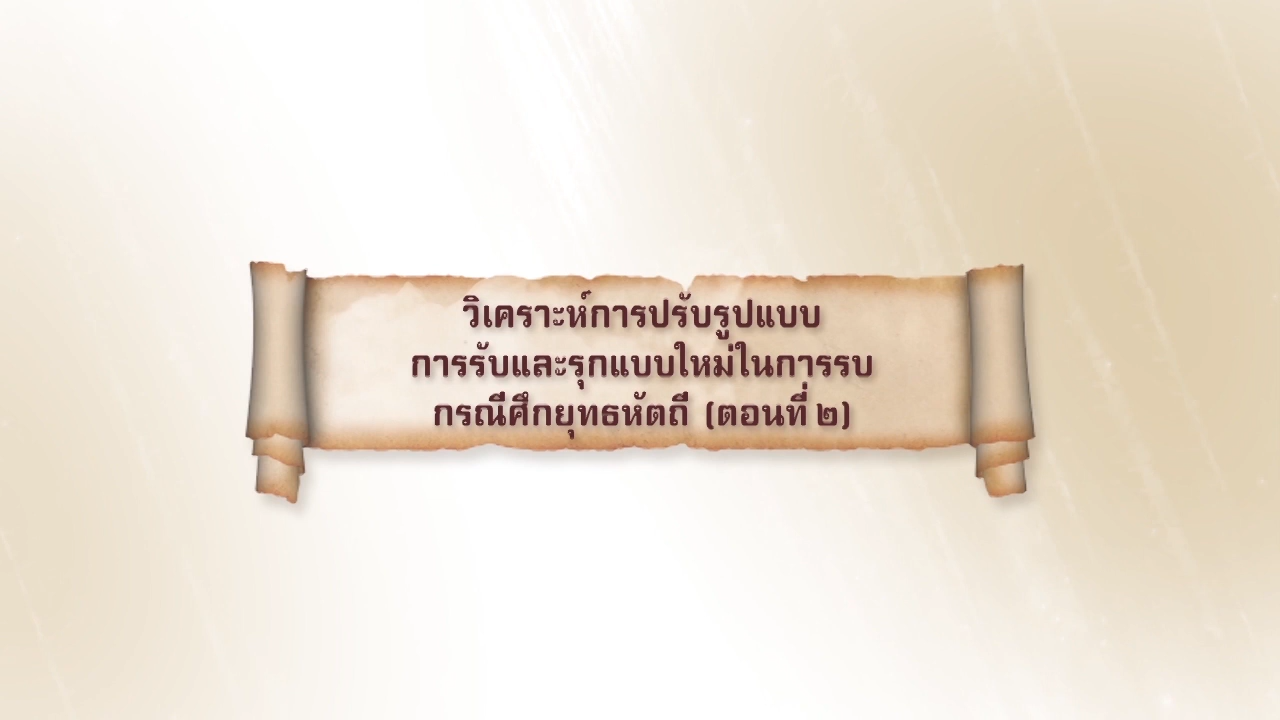 วิเคราะห์การปรับรูปแบบ
การรับและรุกแบบใหม่ในการรบ
กรณีศึกยุทธหัตถี (ตอนที่ ๒)